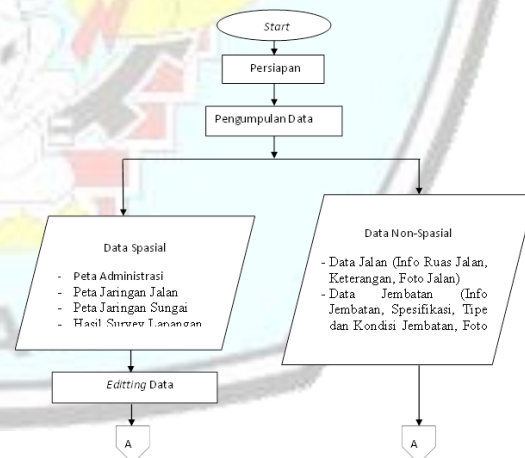 Start
Persiapan
Pengumpulan Data
Data Spasial
- Peta Administrasi
- Peta Jaringan Jalan
- Peta Jaringan Sungai
- Hasil Survey Lapangan
Editting Data
A
Data Non-Spasial
- Data Jalan (Info Ruas Jalan,
Keterangan, Foto Jalan)
- Data Jembatan (Info
Jembatan, Spesifikasi, Tipe
dan Kondisi Jembatan, Foto
A